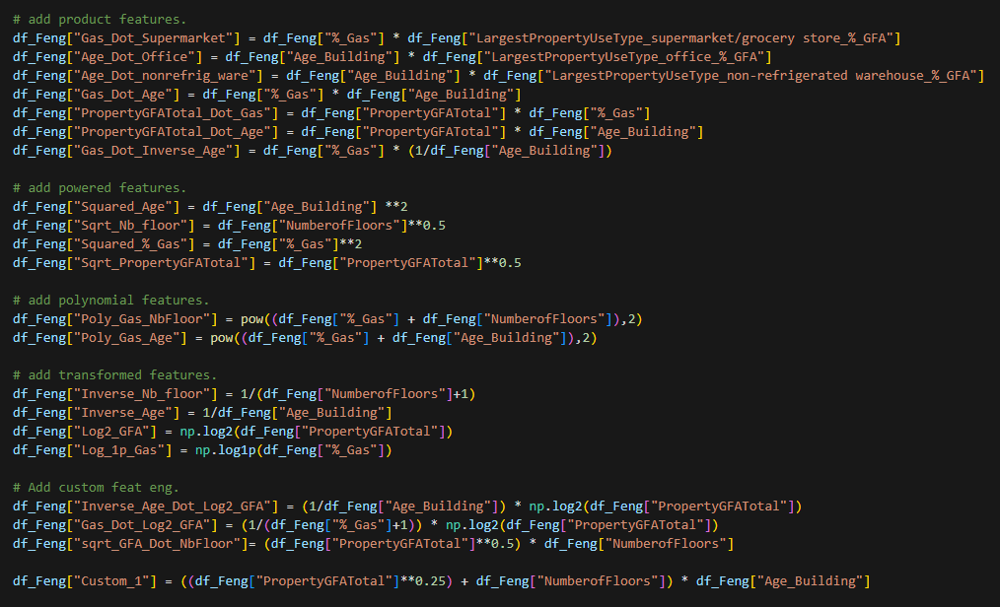 # add product features.
df_Feng["Gas_Dot_Supermarket"] = df_Feng["%_Gas"] * df_Feng["LargestPropertyUseType_supermarket/grocery store_%_GFA"]
df_Feng["Age_Dot_Office"] = df_Feng["Age_Building"] * df_Feng["LargestPropertyUseType_office_%_GFA"]
df_Feng["Age_Dot_nonrefrig_ware"] = df_Feng["Age_Building"] * df_Feng["LargestPropertyUseType_non-refrigerated warehouse_%_GFA"]
df_Feng["Gas_Dot_Age"] = df_Feng["%_Gas"] * df_Feng["Age_Building"]
df_Feng["PropertyGFATotal_Dot_Gas"] = df_Feng["PropertyGFATotal"] * df_Feng["%_Gas"]
df_Feng["PropertyGFATotal_Dot_Age"] = df_Feng["PropertyGFATotal"] * df_Feng["Age_Building"]
df_Feng["Gas_Dot_Inverse_Age"] = df_Feng["%_Gas"] * (1/df_Feng["Age_Building"])

# add powered features.
df_Feng["Squared_Age"] = df_Feng["Age_Building"] **2
df_Feng["Sqrt_Nb_floor"] = df_Feng["NumberofFloors"]**0.5
df_Feng["Squared_%_Gas"] = df_Feng["%_Gas"]**2
df_Feng["Sqrt_PropertyGFATotal"] = df_Feng["PropertyGFATotal"]**0.5

# add polynomial features.
df_Feng["Poly_Gas_NbFloor"] = pow((df_Feng["%_Gas"] + df_Feng["NumberofFloors"]),2)
df_Feng["Poly_Gas_Age"] = pow((df_Feng["%_Gas"] + df_Feng["Age_Building"]),2)

# add transformed features.
df_Feng["Inverse_Nb_floor"] = 1/(df_Feng["NumberofFloors"]+1)
df_Feng["Inverse_Age"] = 1/df_Feng["Age_Building"]
df_Feng["Log2_GFA"] = np.log2(df_Feng["PropertyGFATotal"])
df_Feng["Log_1p_Gas"] = np.log1p(df_Feng["%_Gas"])

# Add custom feat eng.
df_Feng["Inverse_Age_Dot_Log2_GFA"] = (1/df_Feng["Age_Building"]) * np.log2(df_Feng["PropertyGFATotal"])
df_Feng["Gas_Dot_Log2_GFA"] = (1/(df_Feng["%_Gas"]+1)) * np.log2(df_Feng["PropertyGFATotal"])
df_Feng["sqrt_GFA_Dot_NbFloor"]= (df_Feng["PropertyGFATotal"]**0.5) * df_Feng["NumberofFloors"]

df_Feng["Custom_1"] = ((df_Feng["PropertyGFATotal"]**0.25) + df_Feng["NumberofFloors"]) * df_Feng["Age_Building"]